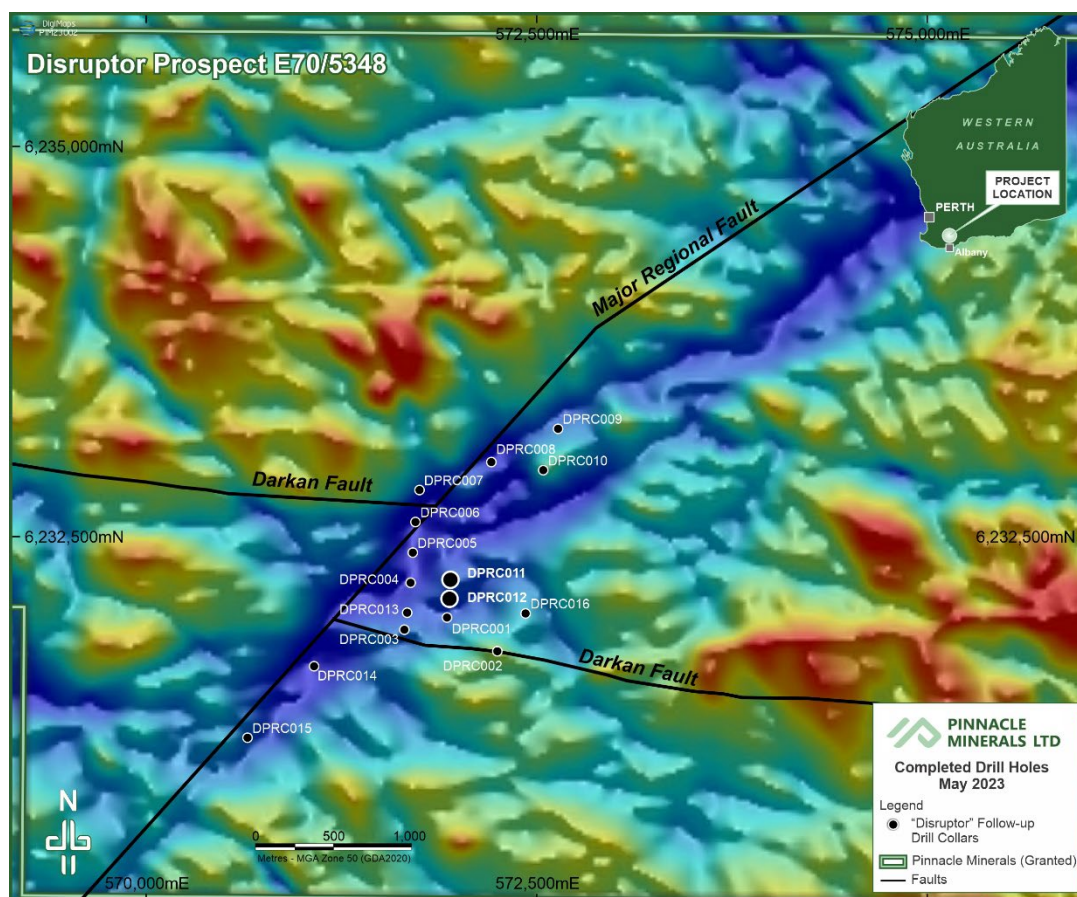 DigiMaps
PIM23002
572,500mE
575,000mE
Disruptor Prospect E70/5348
WESTERN
AUSTRALIA
6,235,000mN
PROJECT
LOCATION
PERTH
Albany
Major Regional Fault
DPRC009
DPRC008
DPRC010
Darkan Fault
DPRC007
DPRC006
6,232,500mN
6,232,500mN
DPRC005
DPRC004
DPRC011
DPRC012
DPRC013
DPRC016
DPRC001
DPRC003
DPRC002
Darkan Fault
DPRC014
DPRC015
PINNACLE
MINERALS LTD
Completed Drill Holes
May 2023
Legend
"Disruptor" Follow-up
Drill Collars
Pinnacle Minerals (Granted)
Faults
N
0 500 1,000
Metres - MGA Zone 50 (GDA2020)
570,000mE
572,500mE